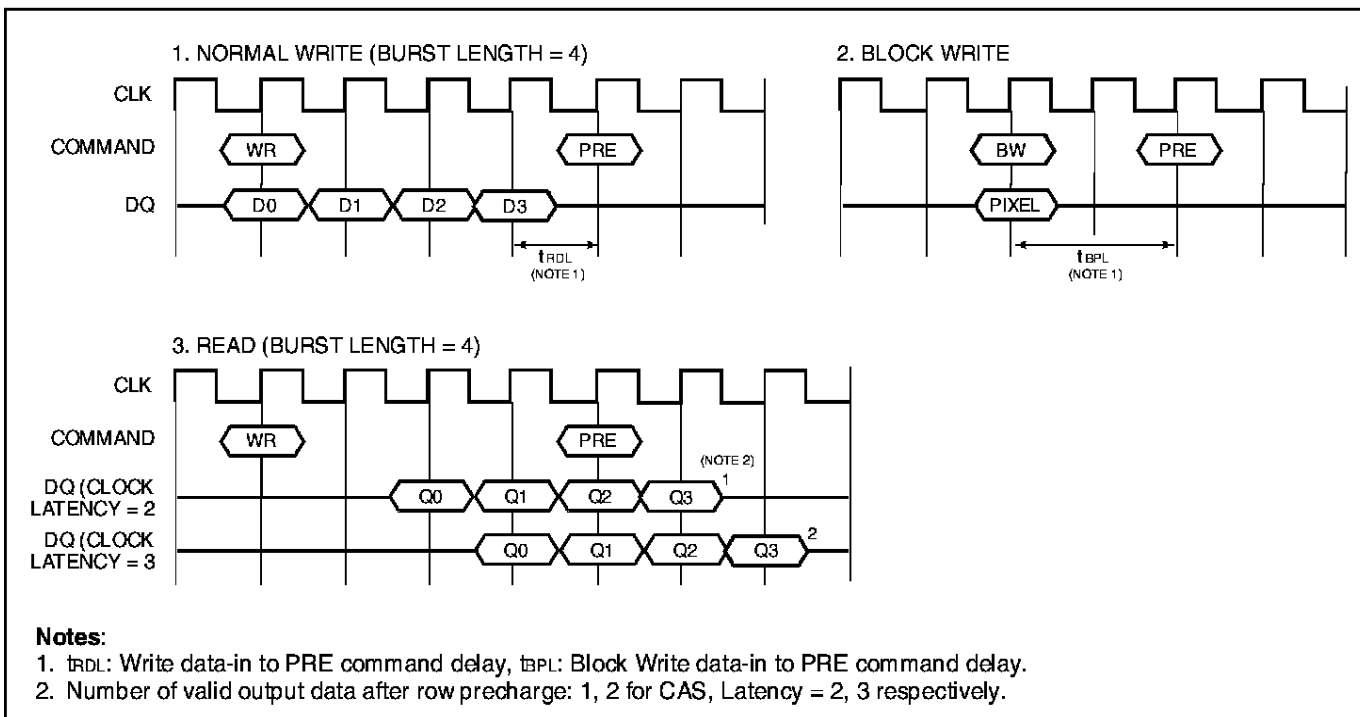 1. NORMAL WRITE (BURST LENGTH = 4)
CLK
COMMAND
WR
PRE
DQ
D0
D1
D2
D3
tRDL
(NOTE 1)
2. BLOCK WRITE
BW
PRE
PIXEL
tBPL
(NOTE 1)
3. READ (BURST LENGTH = 4)
CLK
COMMAND
WR
PRE
(NOTE 2)
DQ (CLOCK
LATENCY = 2
Q0
Q1
Q2
Q3
1
DQ (CLOCK
LATENCY = 3
Q0
Q1
Q2
Q3
2
Notes:
1. tRDL: Write data-in to PRE command delay, tBPL: Block Write data-in to PRE command delay.
2. Number of valid output data after row precharge: 1, 2 for CAS, Latency = 2, 3 respectively.